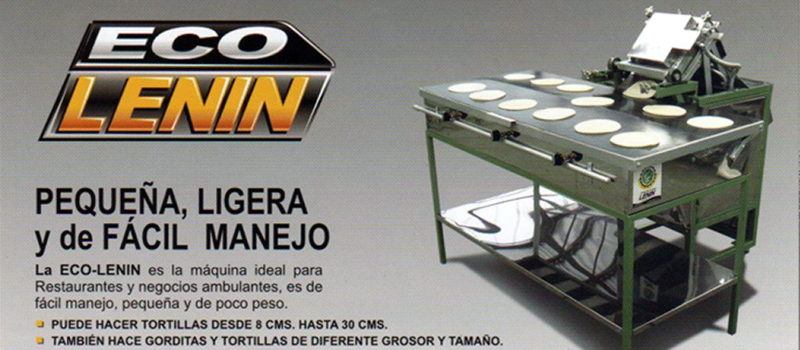 ECO
LENIN
PEQUEÑA, LIGERA
y de FÁCIL MANEJO
La ECO-LENIN es la máquina ideal para
Restaurantes y negocios ambulantes, es de
fácil manejo, pequeña y de poco peso.
PUEDE HACER TORTILLAS DESDE 8 CMS. HASTA 30 CMS.
TAMBIÉN HACE GORDITAS Y TORTILLAS DE DIFERENTE GROSOR Y TAMAÑO.
LENIN